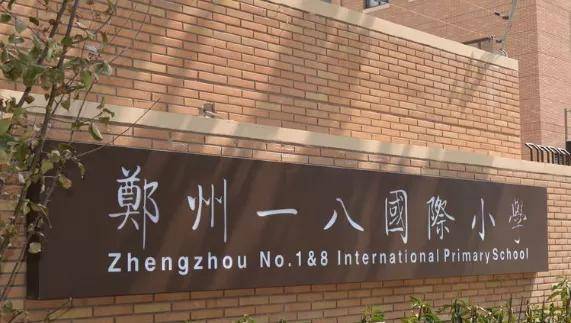 鄭州一八國際小學
Zhengzhou No.1&8 International Primary School